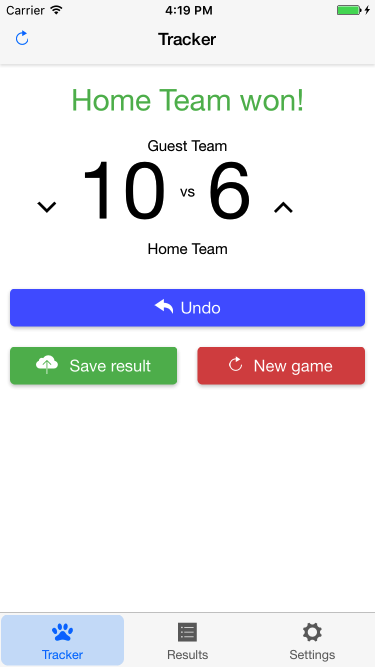 Carrier 4:19 PM
Tracker
Home Team won!
Guest Team
10 vs 6
Home Team
Undo
Save result New game
Tracker Results Settings